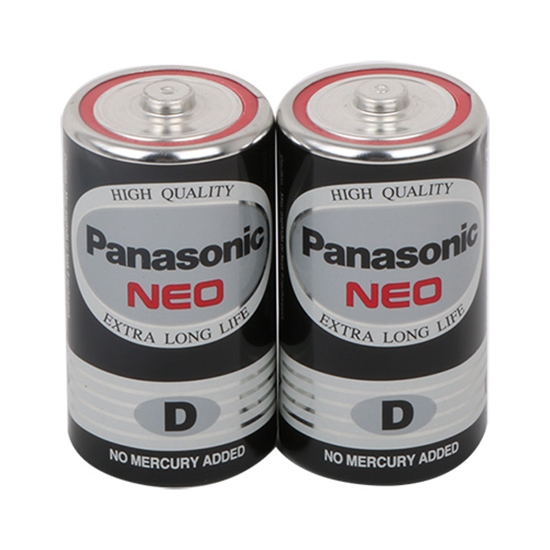 HIGH QUALITY
Panasonic
NEO
EXTRA LONG LIFE
D
NO MERCURY ADDED
HIGH QUALITY
Panasonic
NEO
EXTRA LONG LIFE
D
NO MERCURY ADDED